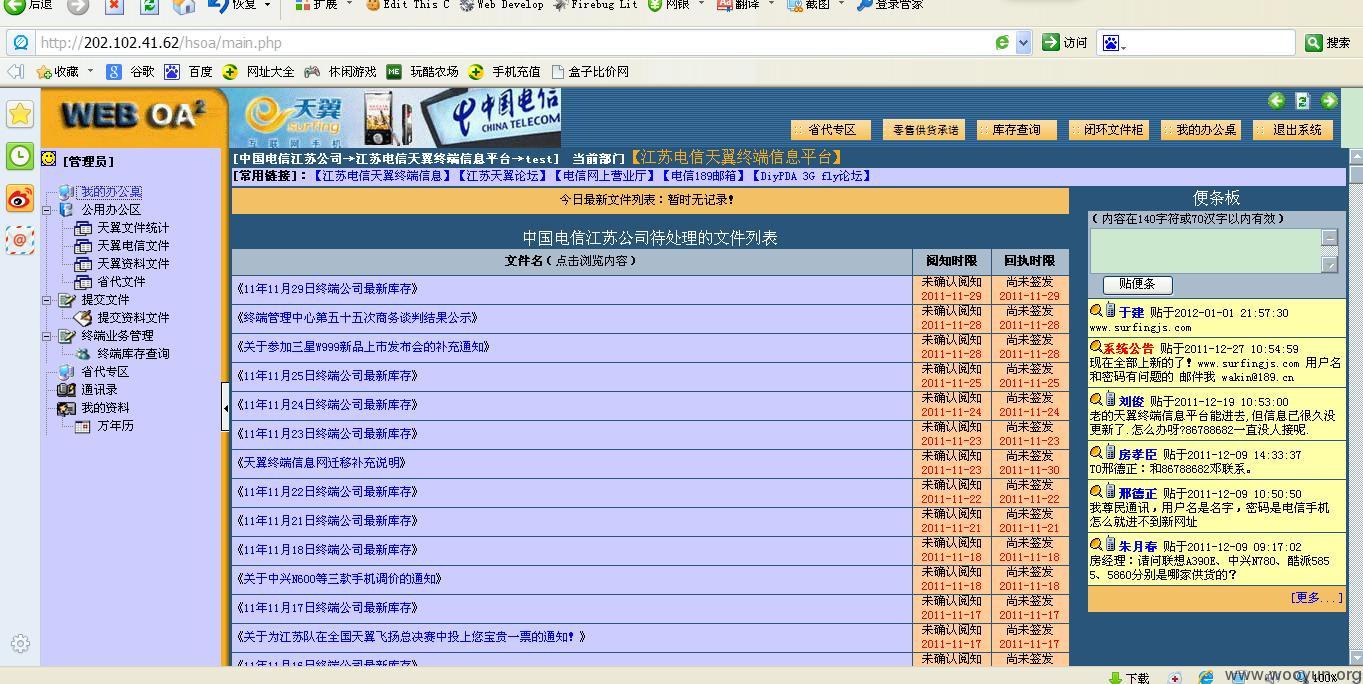 后退 恢复 扩展 Edit This C Web Develop Firebug Lit 网银 翻译 截图 登录管家
http://202.102.41.62/hsoa/main.php 访问 搜索
收藏 谷歌 百度 网址大全 休闲游戏 玩酷农场 手机充值 盒子比价网
WEB OA² 天翼 surfing 互联网手机 中国电信 CHINA TELECOM
省代专区 零售供货承诺 库存查询 闭环文件柜 我的办公桌 退出系统
[管理员]
我的办公桌
公用办公区
天翼文件统计
天翼电信文件
天翼资料文件
省代文件
提交文件
提交资料文件
终端业务管理
终端库存查询
省代专区
通讯录
我的资料
万年历
[中国电信江苏公司→江苏电信天翼终端信息平台→test] 当前部门【江苏电信天翼终端信息平台】
[常用链接]：【江苏电信天翼终端信息】【江苏天翼论坛】【电信网上营业厅】【电信189邮箱】【DiyPDA 3G fly论坛】
今日最新文件列表：暂时无记录！
中国电信江苏公司待处理的文件列表
文件名（点击浏览内容） 阅知时限 回执时限
《11年11月29日终端公司最新库存》 未确认阅知 2011-11-29 尚未签发 2011-11-29
《终端管理中心第五十五次商务谈判结果公示》 未确认阅知 2011-11-28 尚未签发 2011-11-28
《关于参加三星W999新品上市发布会的补充通知》 未确认阅知 2011-11-28 尚未签发 2011-11-28
《11年11月25日终端公司最新库存》 未确认阅知 2011-11-25 尚未签发 2011-11-25
《11年11月24日终端公司最新库存》 未确认阅知 2011-11-24 尚未签发 2011-11-24
《11年11月23日终端公司最新库存》 未确认阅知 2011-11-23 尚未签发 2011-11-23
《天翼终端信息网迁移补充说明》 未确认阅知 2011-11-23 尚未签发 2011-11-30
《11年11月22日终端公司最新库存》 未确认阅知 2011-11-22 尚未签发 2011-11-22
《11年11月21日终端公司最新库存》 未确认阅知 2011-11-21 尚未签发 2011-11-21
《11年11月18日终端公司最新库存》 未确认阅知 2011-11-18 尚未签发 2011-11-18
《关于中兴N600等三款手机调价的通知》 未确认阅知 2011-11-18 尚未签发 2011-11-18
《11年11月17日终端公司最新库存》 未确认阅知 2011-11-17 尚未签发 2011-11-17
《关于为江苏队在全国天翼飞扬总决赛中投上您宝贵一票的通知！》 未确认阅知 2011-11-17 尚未签发 2011-11-17
《11年11月16日终端公司最新库存》 未确认阅知 尚未签发
便条板
（内容在140字符或70汉字以内有效）
贴便条
于建 贴于2012-01-01 21:57:30
www.surfingjs.com
系统公告 贴于2011-12-27 10:54:59
现在全部上新的了！www.surfingjs.com 用户名
和密码有问题的 邮件我 wakin@189.cn
刘俊 贴于2011-12-19 10:53:00
老的天翼终端信息平台能进去,但信息已很久没
更新了.怎么办呀?86788682一直没人接呢.
房孝臣 贴于2011-12-09 14:33:37
TO邢德正：和86788682邓联系。
邢德正 贴于2011-12-09 10:50:50
我尊民通讯，用户名是名字，密码是电信手机
怎么就进不到新网址
朱月春 贴于2011-12-09 09:17:02
房经理：请问联想A390E、中兴N780、酷派585
5、5860分别是哪家供货的？
[更多...]
下载 100%
www.wooyun.org